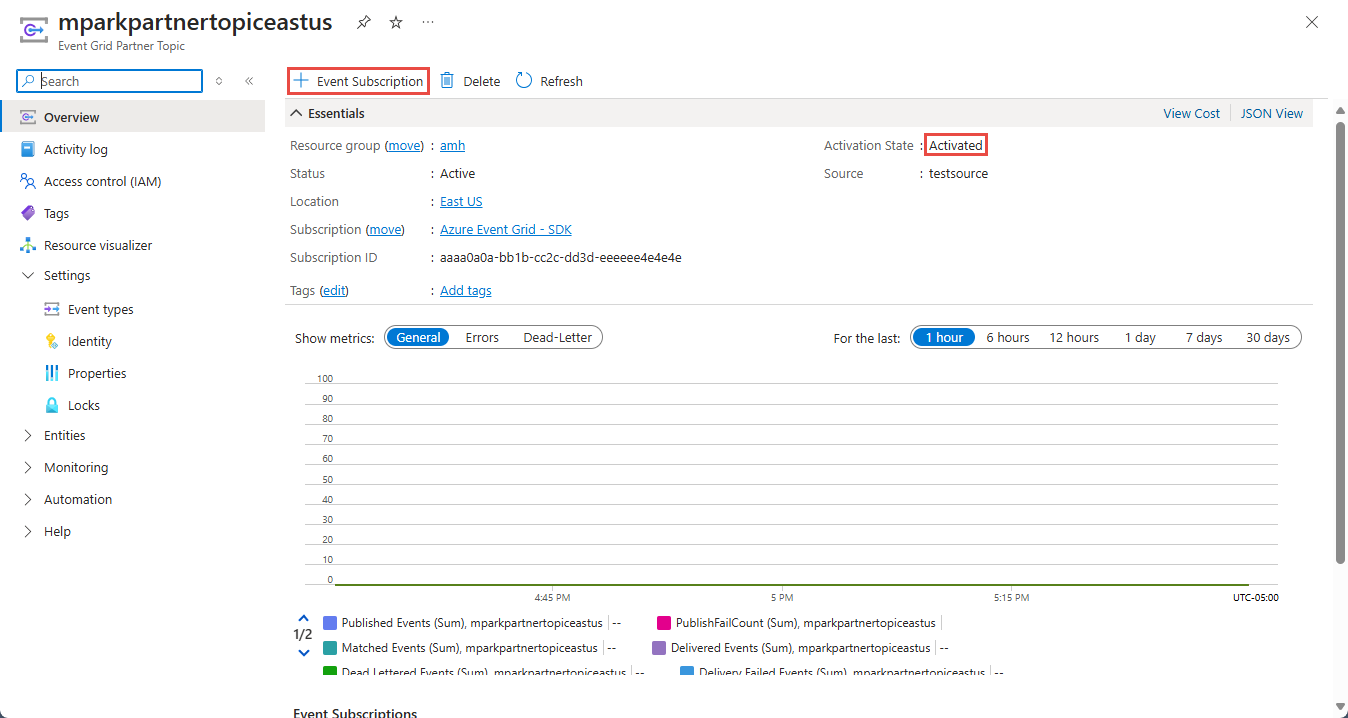 mparkpartnertopiceastus
Event Grid Partner Topic
Search
Overview
Activity log
Access control (IAM)
Tags
Resource visualizer
Settings
Event types
Identity
Properties
Locks
Entities
Monitoring
Automation
Help
Event Subscription Delete Refresh
Essentials View Cost JSON View
Resource group (move) : amh
Status : Active
Location : East US
Subscription (move) : Azure Event Grid - SDK
Subscription ID : aaaa0a0a-bb1b-cc2c-dd3d-eeeeee4e4e4e
Tags (edit) : Add tags
Activation State : Activated
Source : testsource
Show metrics: General Errors Dead-Letter
For the last: 1 hour 6 hours 12 hours 1 day 7 days 30 days
100
90
80
70
60
50
40
30
20
10
0
4:45 PM 5 PM 5:15 PM UTC-05:00
1/2
Published Events (Sum), mparkpartnertopiceastus | -- PublishFailCount (Sum), mparkpartnertopiceastus |
Matched Events (Sum), mparkpartnertopiceastus | -- Delivered Events (Sum), mparkpartnertopiceastus | --
Dead Lettered Events (Sum), mparkpartnertopiceastus | -- Delivery Failed Events (Sum), mparkpartnertopiceastus | --
Event Subscriptions